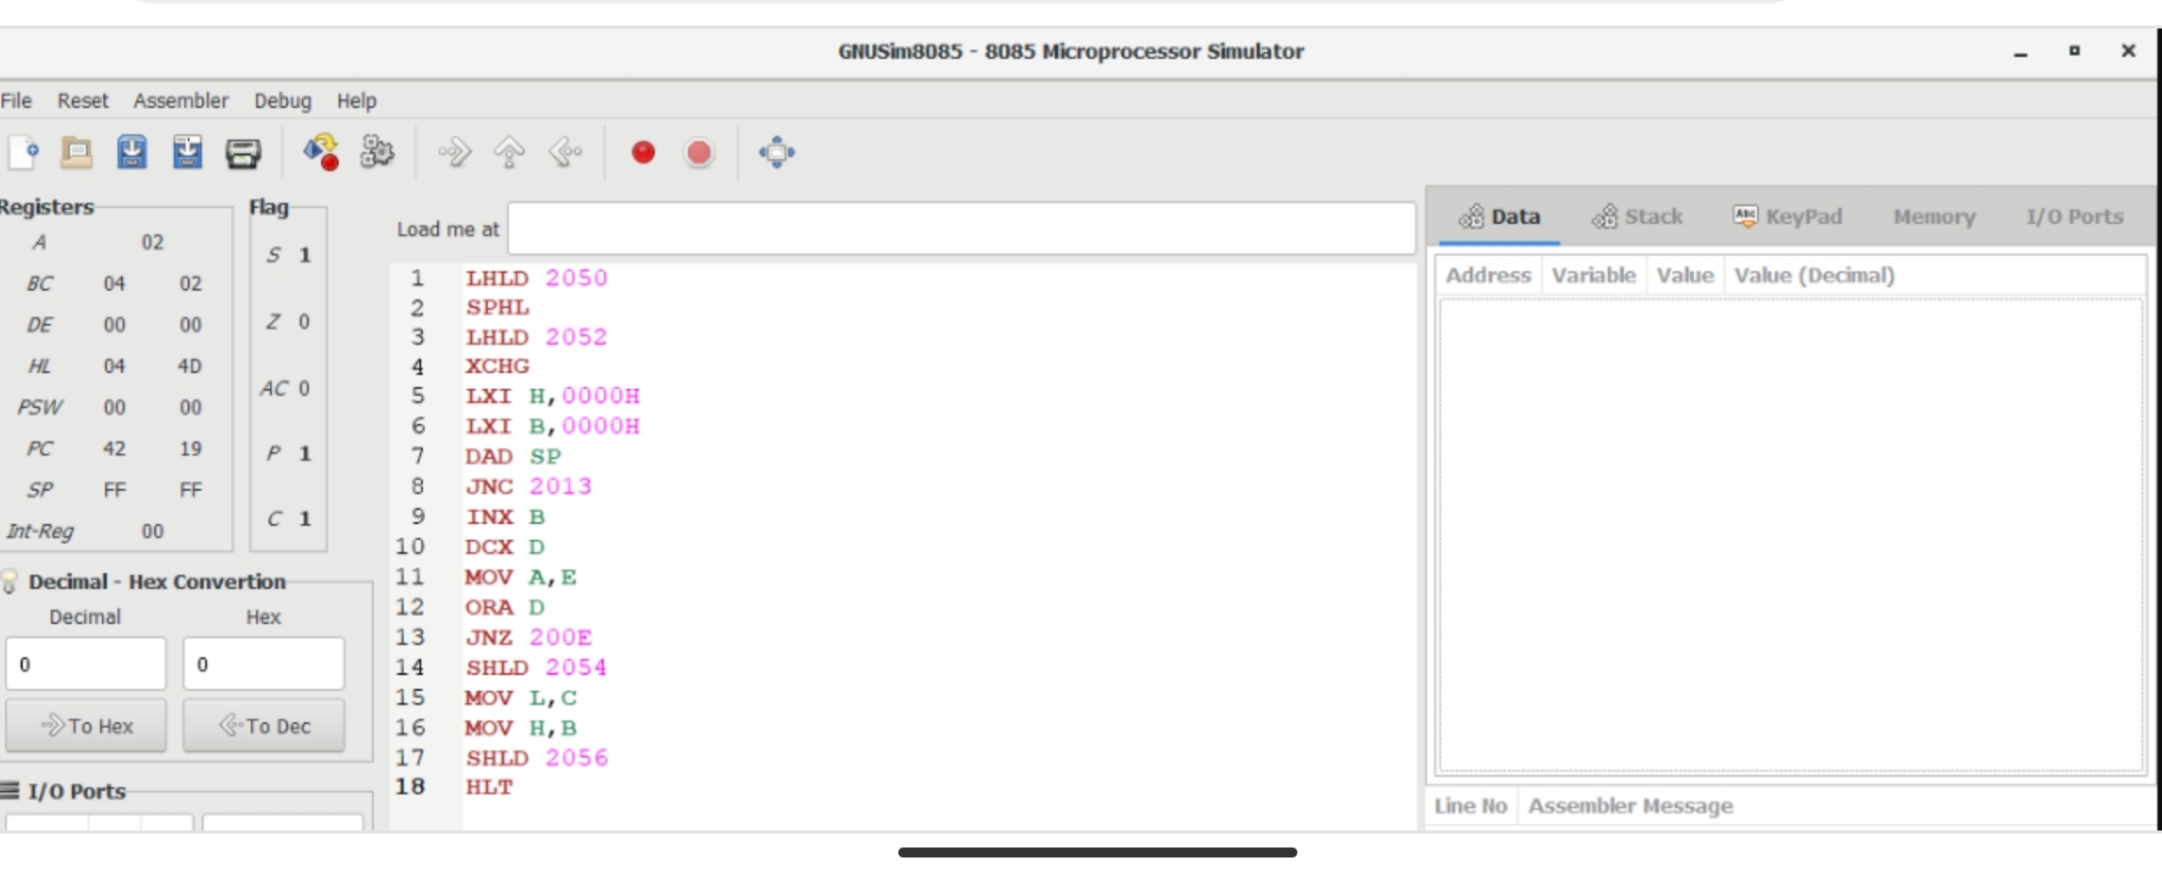 GNUSim8085 - 8085 Microprocessor Simulator
File Reset Assembler Debug Help
Registers
A 02
BC 04 02
DE 00 00
HL 04 4D
PSW 00 00
PC 42 19
SP FF FF
Int-Reg 00
Flag
S 1
Z 0
AC 0
P 1
C 1
Decimal - Hex Convertion
Decimal Hex
0 0
To Hex To Dec
I/O Ports
Load me at
1 LHLD 2050
2 SPHL
3 LHLD 2052
4 XCHG
5 LXI H,0000H
6 LXI B,0000H
7 DAD SP
8 JNC 2013
9 INX B
10 DCX D
11 MOV A,E
12 ORA D
13 JNZ 200E
14 SHLD 2054
15 MOV L,C
16 MOV H,B
17 SHLD 2056
18 HLT
Data Stack Abc KeyPad Memory I/O Ports
Address Variable Value Value (Decimal)
Line No Assembler Message